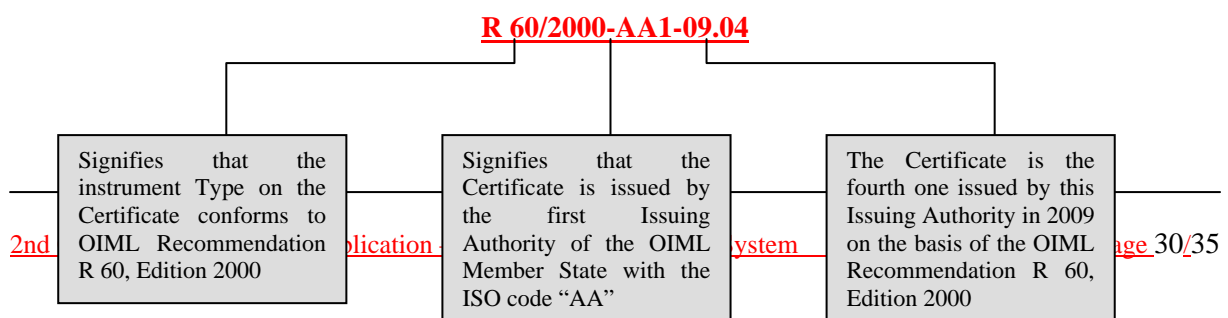 R 60/2000-AA1-09.04
Signifies that the
instrument Type on the
Certificate conforms to
OIML Recommendation
R 60, Edition 2000
Signifies that the
Certificate is issued by
the first Issuing
Authority of the OIML
Member State with the
ISO code “AA”
The Certificate is the
fourth one issued by this
Issuing Authority in 2009
on the basis of the OIML
Recommendation R 60,
Edition 2000
2nd 30/35